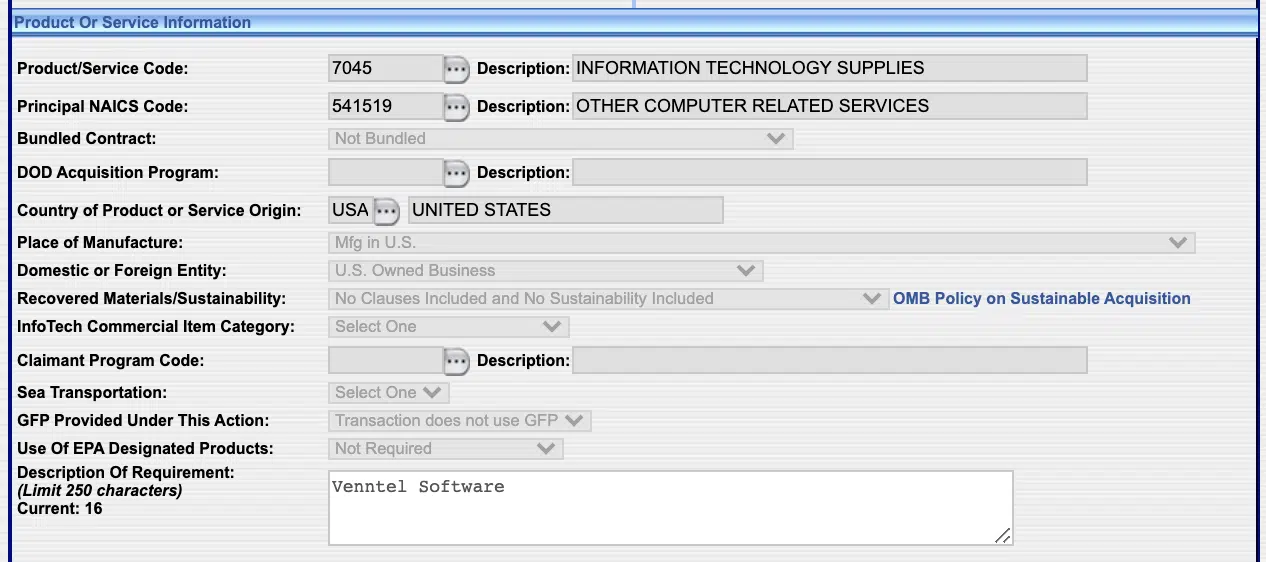 Product Or Service Information
Product/Service Code: 7045 ... Description: INFORMATION TECHNOLOGY SUPPLIES
Principal NAICS Code: 541519 ... Description: OTHER COMPUTER RELATED SERVICES
Bundled Contract: Not Bundled
DOD Acquisition Program: ... Description:
Country of Product or Service Origin: USA ... UNITED STATES
Place of Manufacture: Mfg in U.S.
Domestic or Foreign Entity: U.S. Owned Business
Recovered Materials/Sustainability: No Clauses Included and No Sustainability Included OMB Policy on Sustainable Acquisition
InfoTech Commercial Item Category: Select One
Claimant Program Code: ... Description:
Sea Transportation: Select One
GFP Provided Under This Action: Transaction does not use GFP
Use Of EPA Designated Products: Not Required
Description Of Requirement:
(Limit 250 characters)
Current: 16
Venntel Software